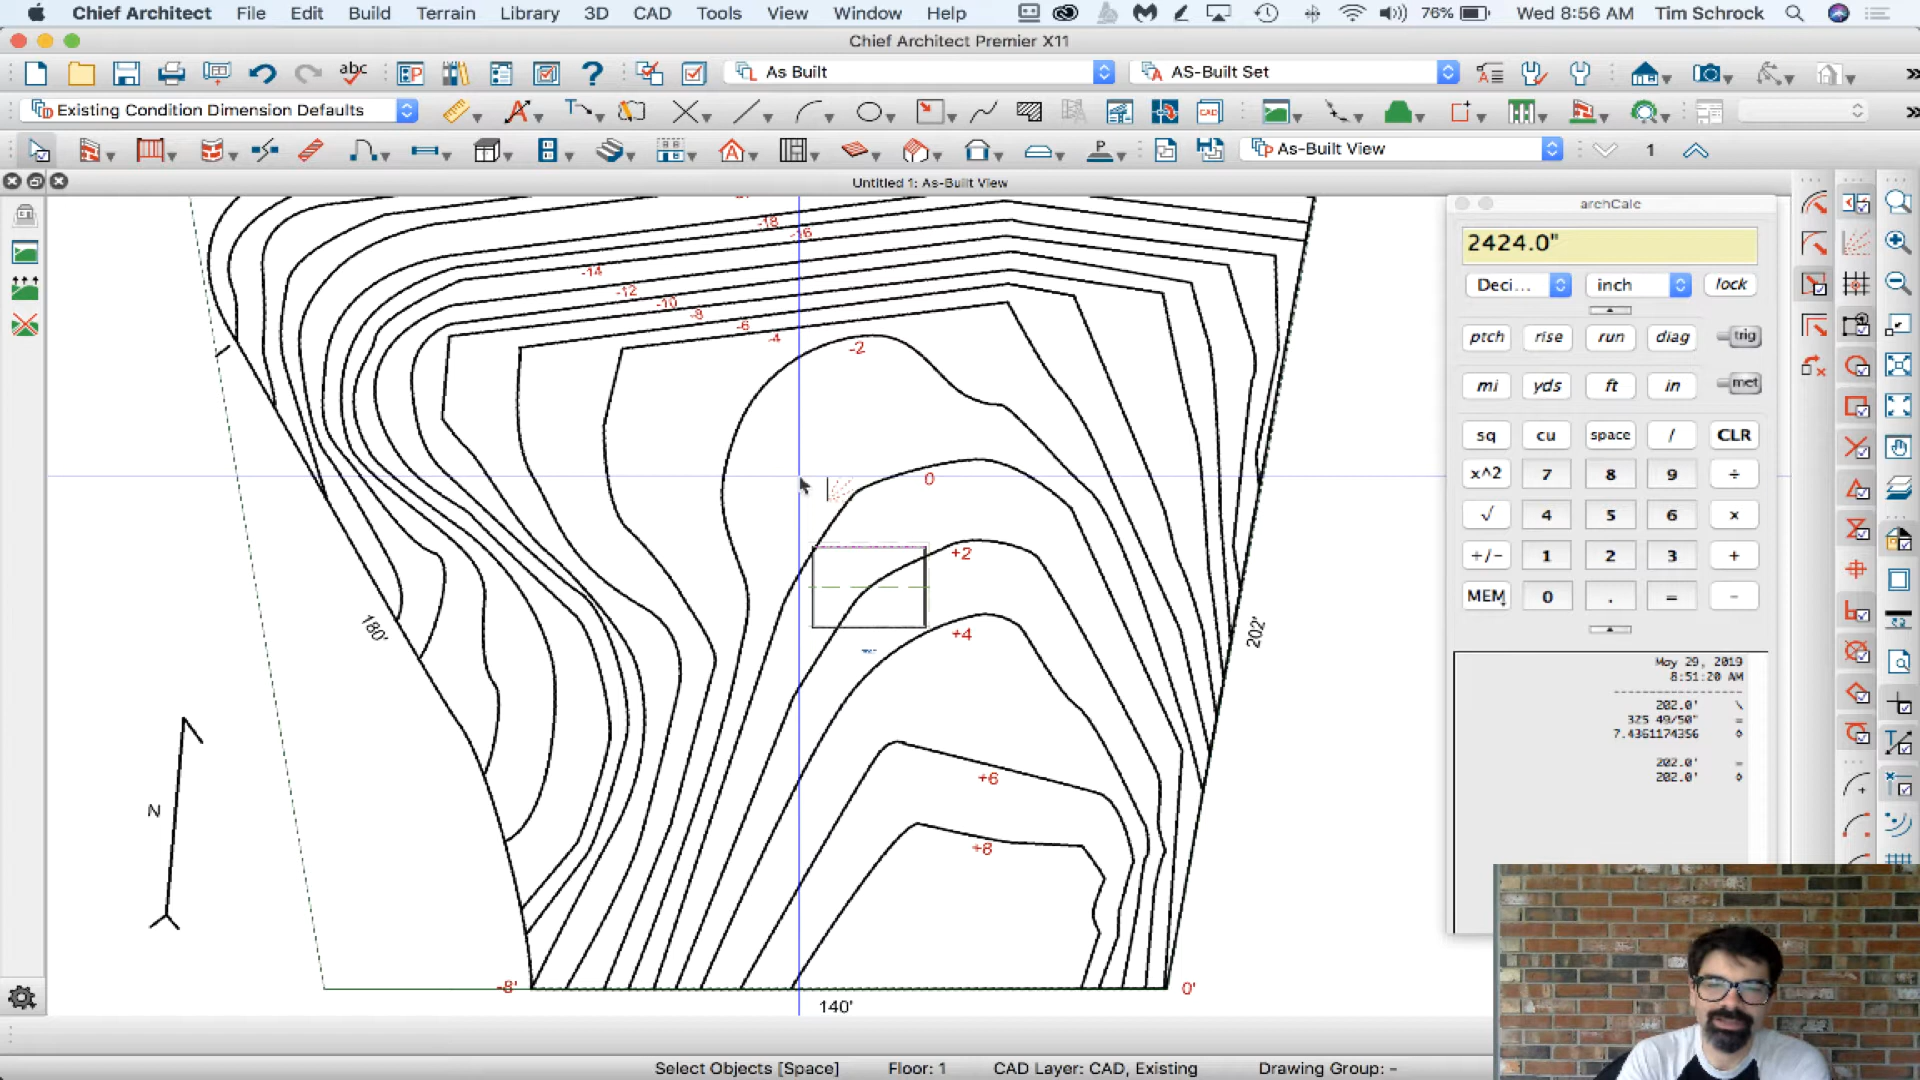 Chief Architect File Edit Build Terrain Library 3D CAD Tools View Window Help 76% Wed 8:56 AM Tim Schrock
Chief Architect Premier X11
abc As Built AS-Built Set
Existing Condition Dimension Defaults
As-Built View 1
Untitled 1: As-Built View
archCalc
2424.0"
Deci... inch lock
ptch rise run diag trig
mi yds ft in met
sq cu space / CLR
x^2 7 8 9 ÷
√ 4 5 6 ×
+/- 1 2 3 +
MEM 0 . = -
May 29, 2019
8:51:20 AM
202.0' \
325 49/50" =
7.4361174356 ◊
202.0' =
202.0' ◊
-18
-16
-14
-12
-10
-8
-6
-4
-2
0
+2
+4
+6
+8
180'
202'
N
-8'
0'
140'
Select Objects [Space] Floor: 1 CAD Layer: CAD, Existing Drawing Group: -